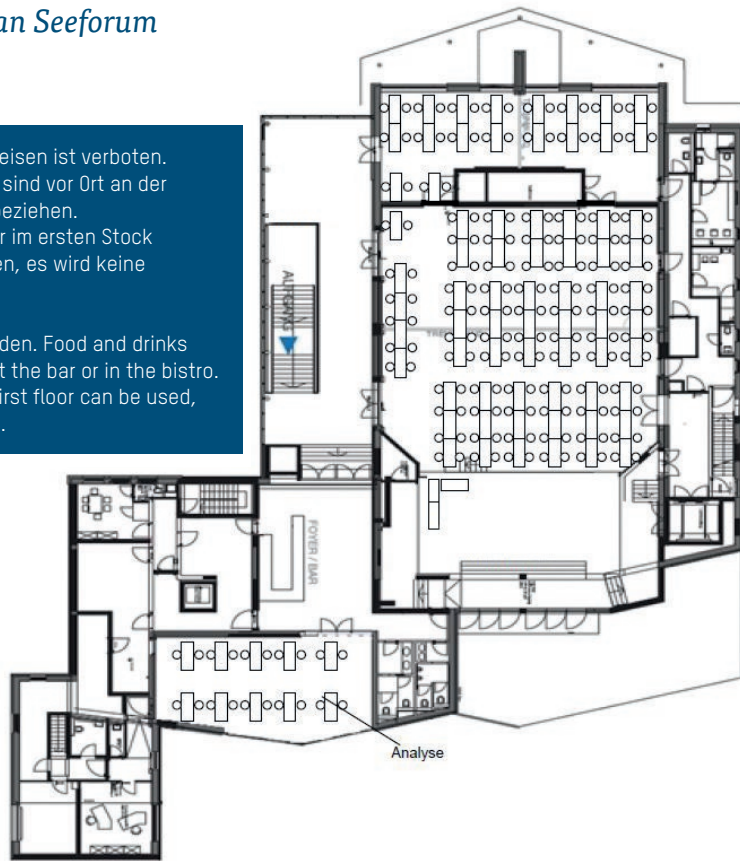 an Seeforum
eisen ist verboten.
sind vor Ort an der
beziehen.
r im ersten Stock
en, es wird keine
den. Food and drinks
t the bar or in the bistro.
irst floor can be used,
.
AUFGANG
FOYER / BAR
Analyse